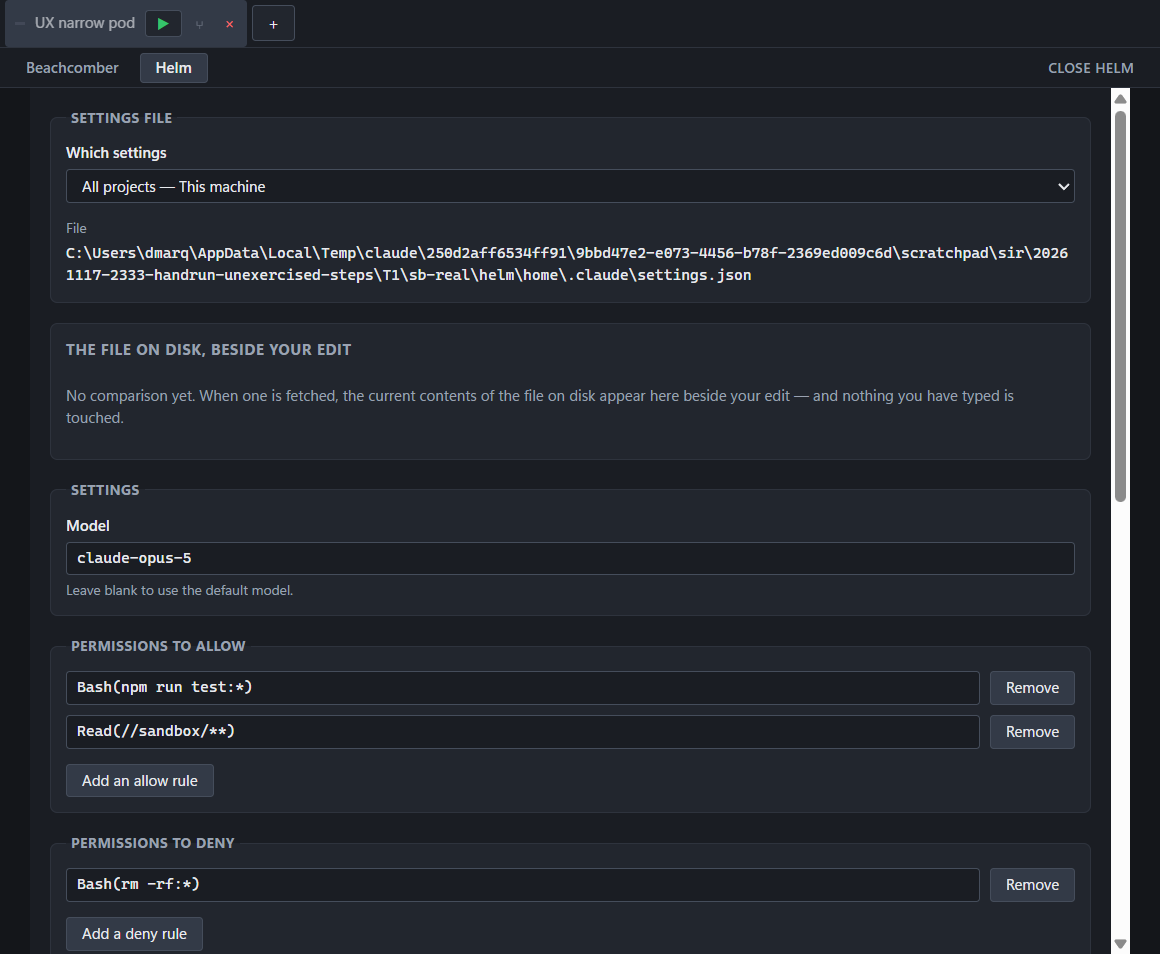 UX narrow pod
+
Beachcomber Helm CLOSE HELM
SETTINGS FILE
Which settings
All projects — This machine
File
C:\Users\dmarq\AppData\Local\Temp\claude\250d2aff6534ff91\9bbd47e2-e073-4456-b78f-2369ed009c6d\scratchpad\sir\2026
1117-2333-handrun-unexercised-steps\T1\sb-real\helm\home\.claude\settings.json
THE FILE ON DISK, BESIDE YOUR EDIT
No comparison yet. When one is fetched, the current contents of the file on disk appear here beside your edit — and nothing you have typed is
touched.
SETTINGS
Model
claude-opus-5
Leave blank to use the default model.
PERMISSIONS TO ALLOW
Bash(npm run test:*) Remove
Read(//sandbox/**) Remove
Add an allow rule
PERMISSIONS TO DENY
Bash(rm -rf:*) Remove
Add a deny rule